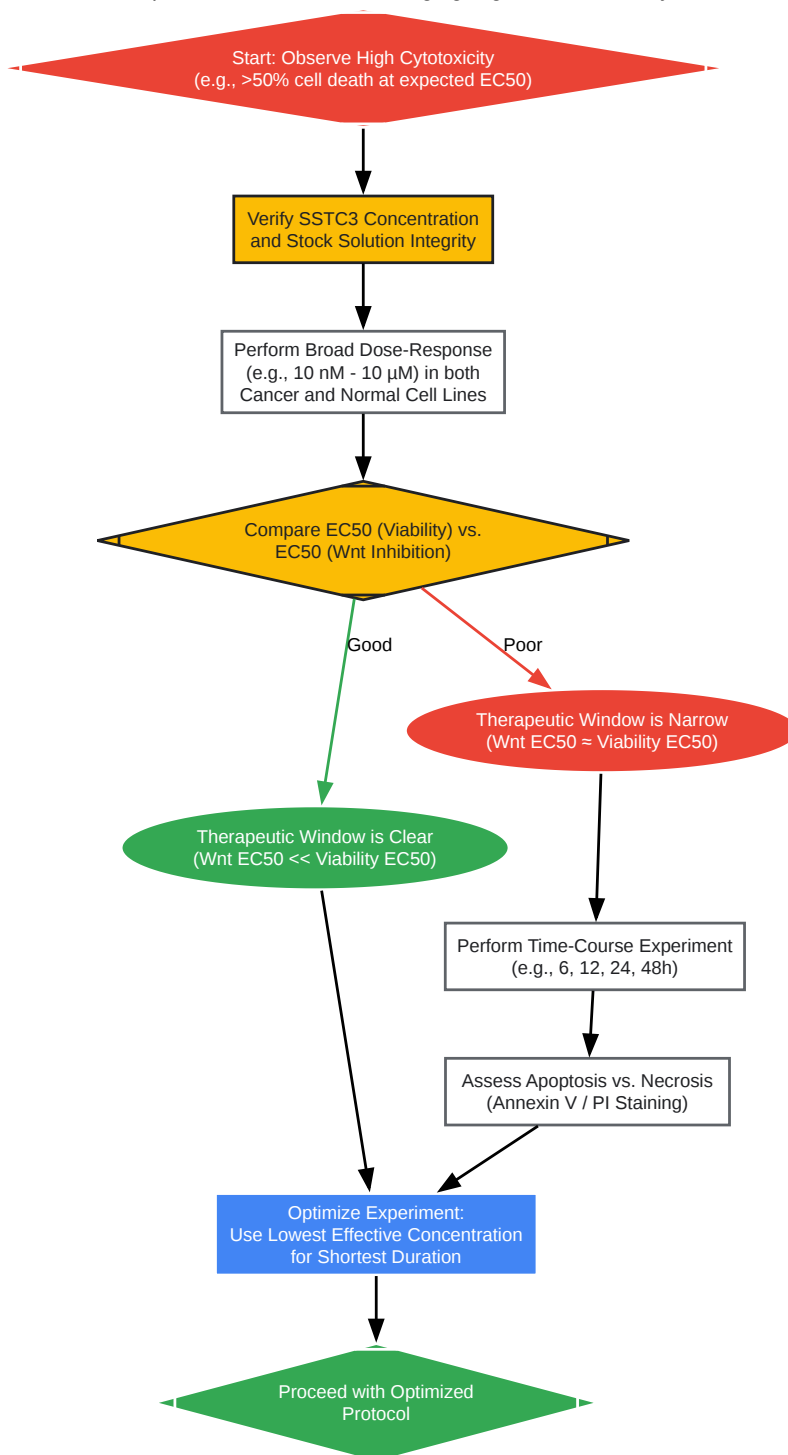 Start: Observe High Cytotoxicity
(e.g., >50% cell death at expected EC50)
Verify SSTC3 Concentration
and Stock Solution Integrity
Perform Broad Dose-Response
(e.g., 10 nM - 10 µM) in both
Cancer and Normal Cell Lines
Compare EC50 (Viability) vs.
EC50 (Wnt Inhibition)
Good
Poor
Therapeutic Window is Narrow
(Wnt EC50 ≈ Viability EC50)
Therapeutic Window is Clear
(Wnt EC50 << Viability EC50)
Perform Time-Course Experiment
(e.g., 6, 12, 24, 48h)
Assess Apoptosis vs. Necrosis
(Annexin V / PI Staining)
Optimize Experiment:
Use Lowest Effective Concentration
for Shortest Duration
Proceed with Optimized
Protocol